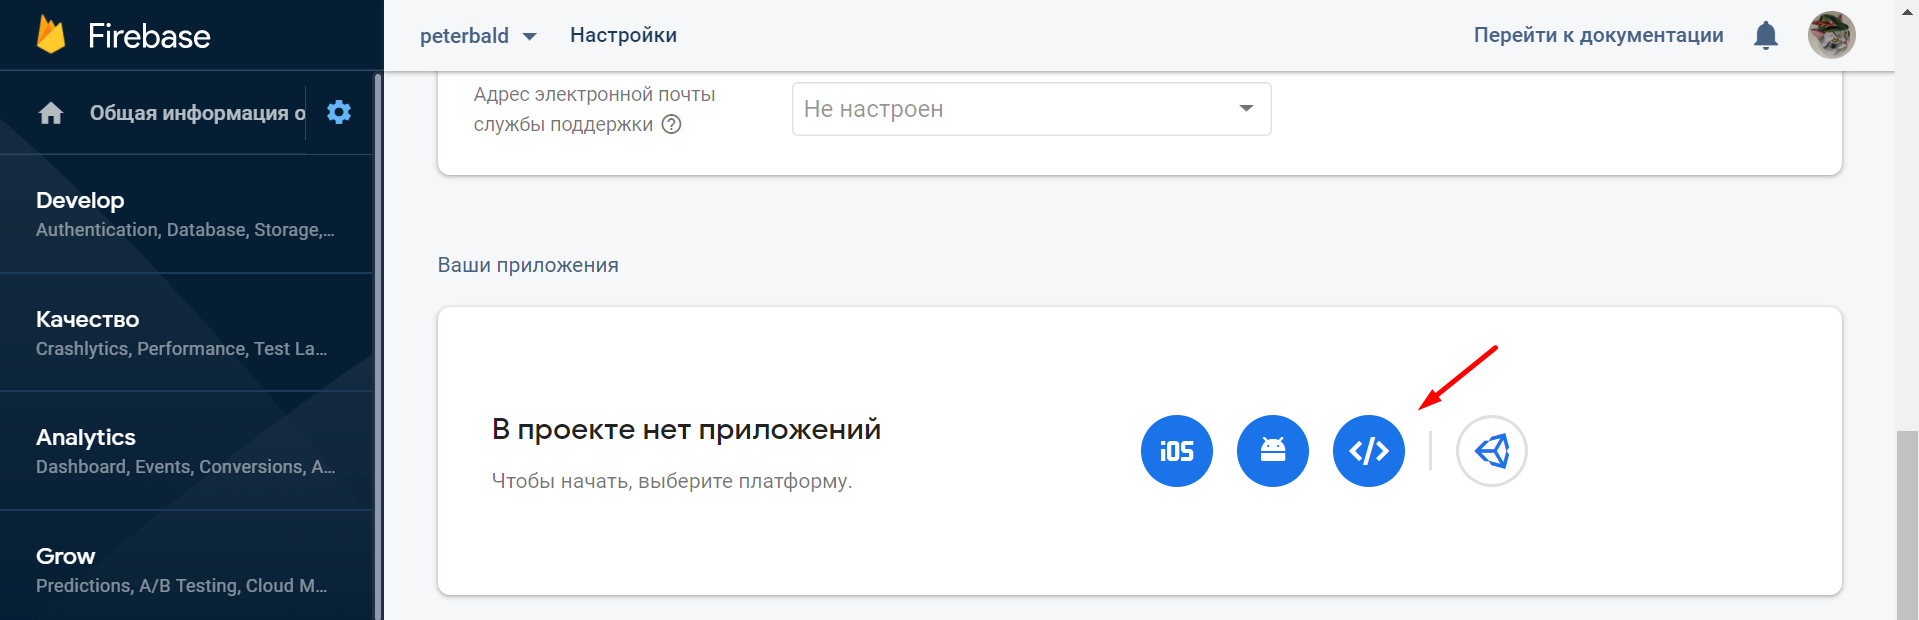 Firebase
peterbald
Настройки
Перейти к документации
Общая информация о
Адрес электронной почты
службы поддержки
Не настроен
Develop
Authentication, Database, Storage,...
Ваши приложения
Качество
Crashlytics, Performance, Test La...
Analytics
Dashboard, Events, Conversions, A...
В проекте нет приложений
Чтобы начать, выберите платформу.
iOS
</>
Grow
Predictions, A/B Testing, Cloud M...